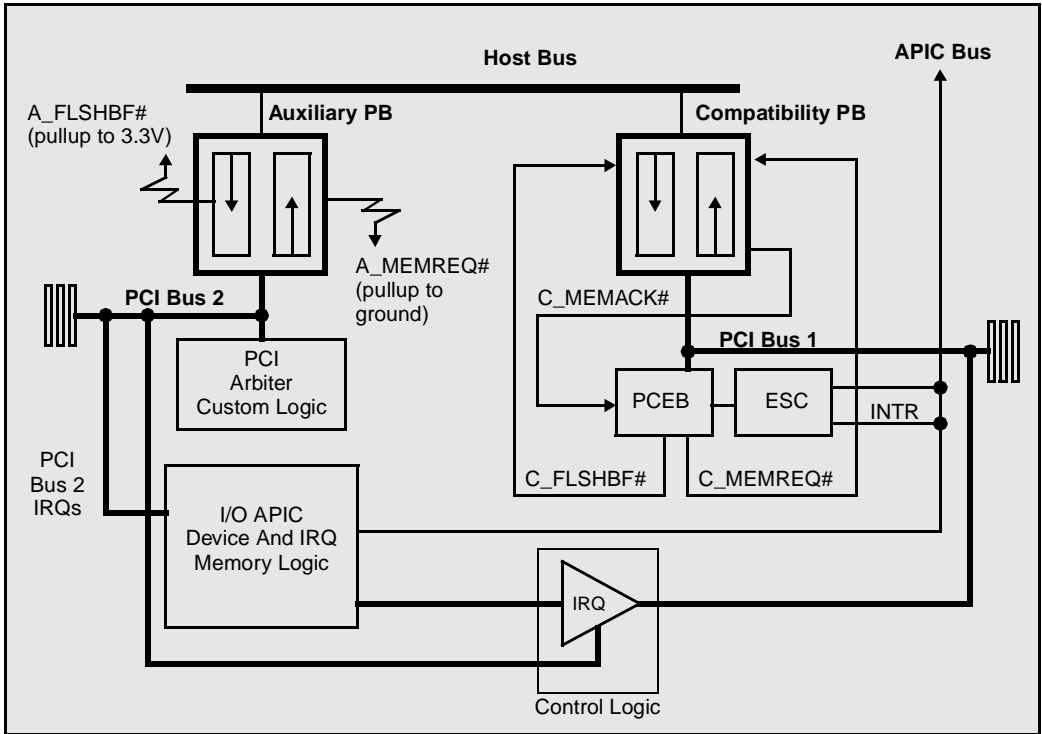 Host Bus
APIC Bus
A_FLSHBF#
(pullup to 3.3V)
Auxiliary PB
Compatibility PB
A_MEMREQ#
(pullup to
ground)
PCI Bus 2
C_MEMACK#
PCI Bus 1
PCI
Arbiter
Custom Logic
PCEB
ESC
INTR
C_FLSHBF#
C_MEMREQ#
PCI
Bus 2
IRQs
I/O APIC
Device And IRQ
Memory Logic
IRQ
Control Logic